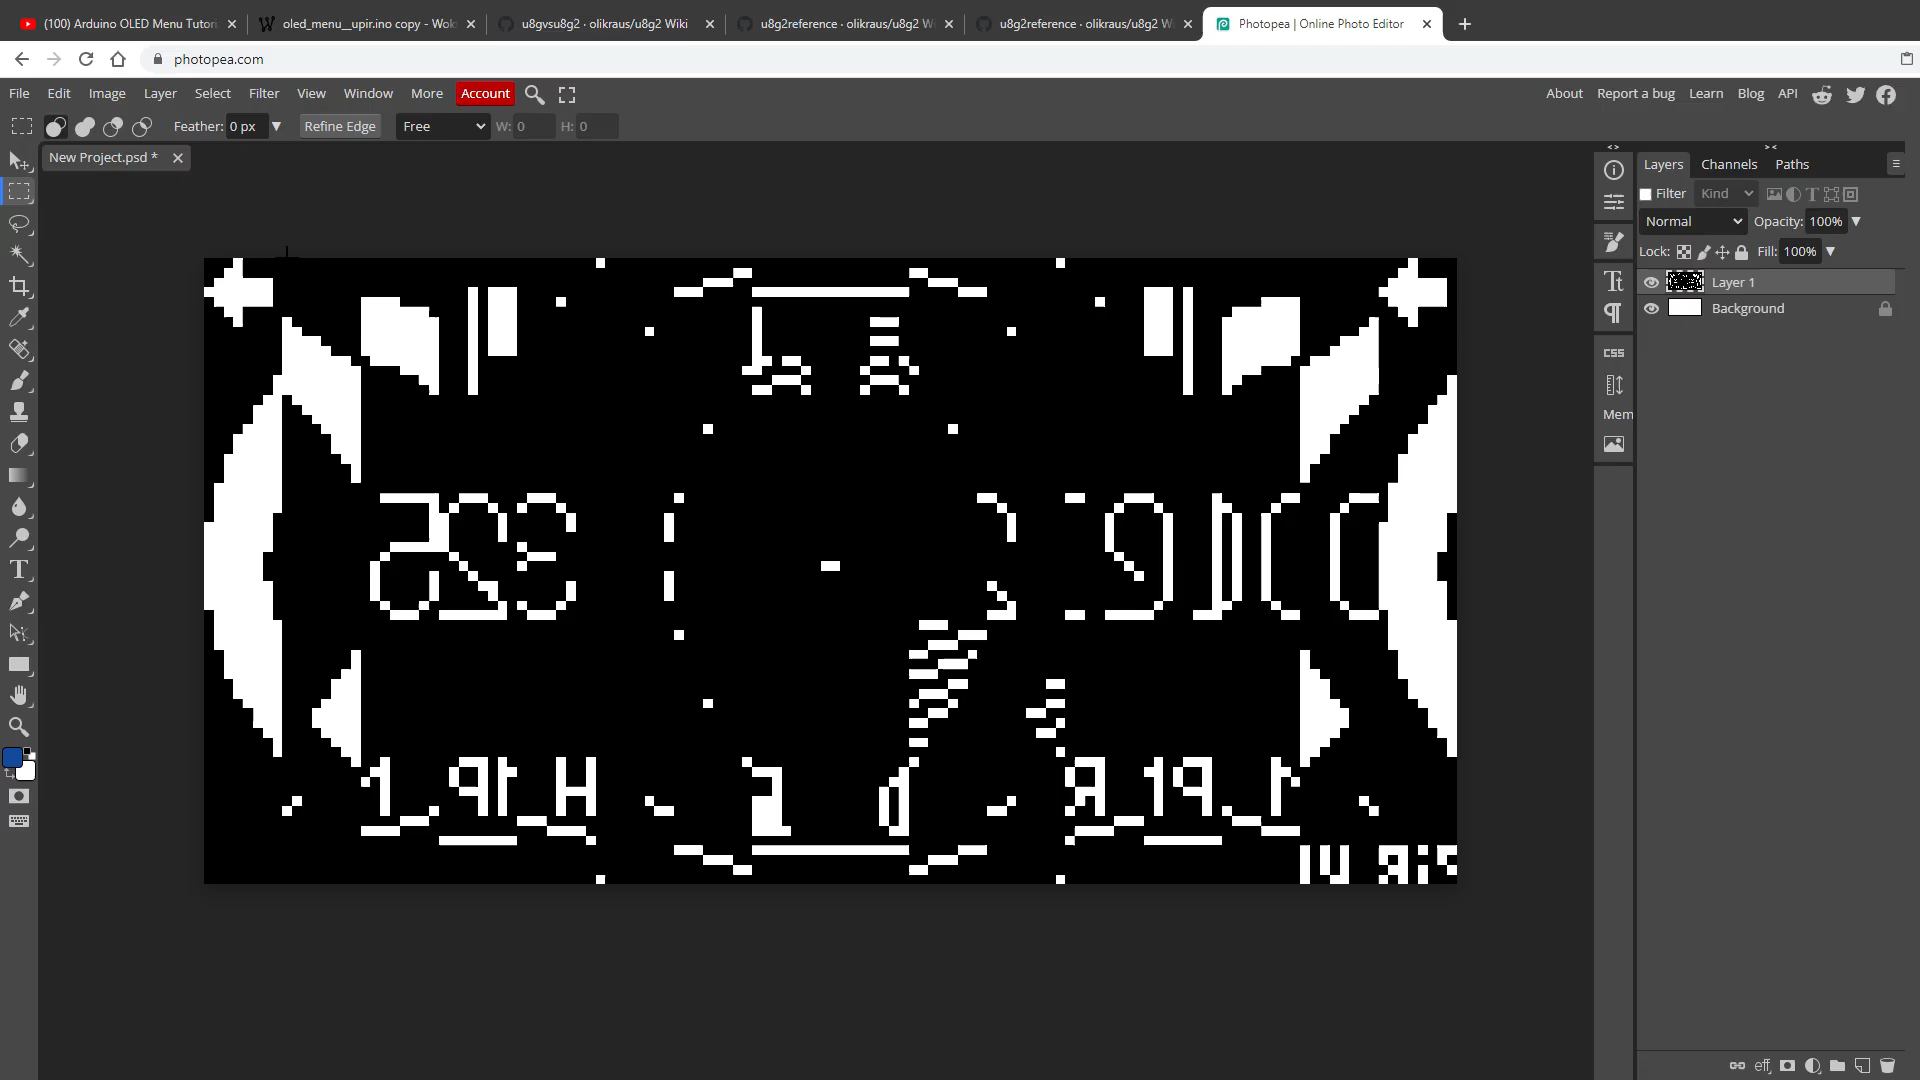 (100) Arduino OLED Menu Tutori
oled_menu__upir.ino copy - Wok
u8gvsu8g2 · olikraus/u8g2 Wiki
u8g2reference · olikraus/u8g2 Wi
u8g2reference · olikraus/u8g2 Wi
Photopea | Online Photo Editor
photopea.com
File Edit Image Layer Select Filter View Window More Account
About Report a bug Learn Blog API
Feather: 0 px Refine Edge Free W: 0 H: 0
New Project.psd *
Layers Channels Paths
Filter Kind
Normal Opacity: 100%
Lock: Fill: 100%
Layer 1
Background
CSS
Mem
eff